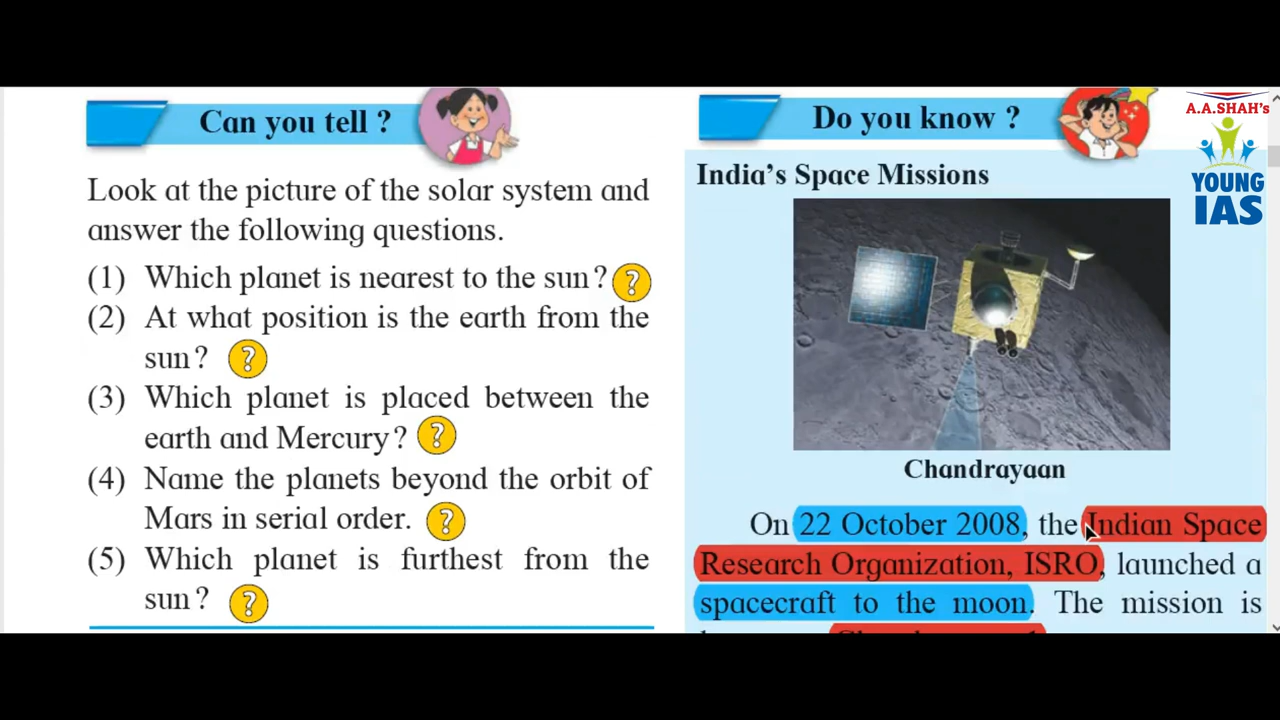 Can you tell ?
Look at the picture of the solar system and
answer the following questions.
(1) Which planet is nearest to the sun?
(2) At what position is the earth from the
sun?
(3) Which planet is placed between the
earth and Mercury?
(4) Name the planets beyond the orbit of
Mars in serial order.
(5) Which planet is furthest from the
sun?
Do you know ?
India's Space Missions
Chandrayaan
On 22 October 2008, the Indian Space
Research Organization, ISRO, launched a
spacecraft to the moon. The mission is
A.A.SHAH's
YOUNG
IAS